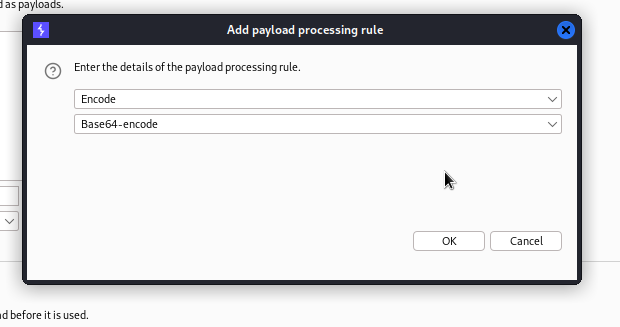 d as payloads.
Add payload processing rule
Enter the details of the payload processing rule.
Encode
Base64-encode
OK
Cancel
ad before it is used.